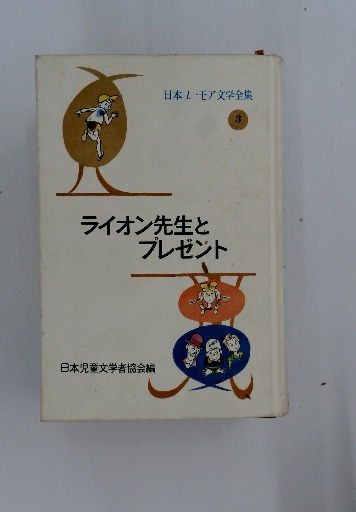 日本ユーモア文学全集
3
ライオン先生と
プレゼント
日本児童文学者協会編